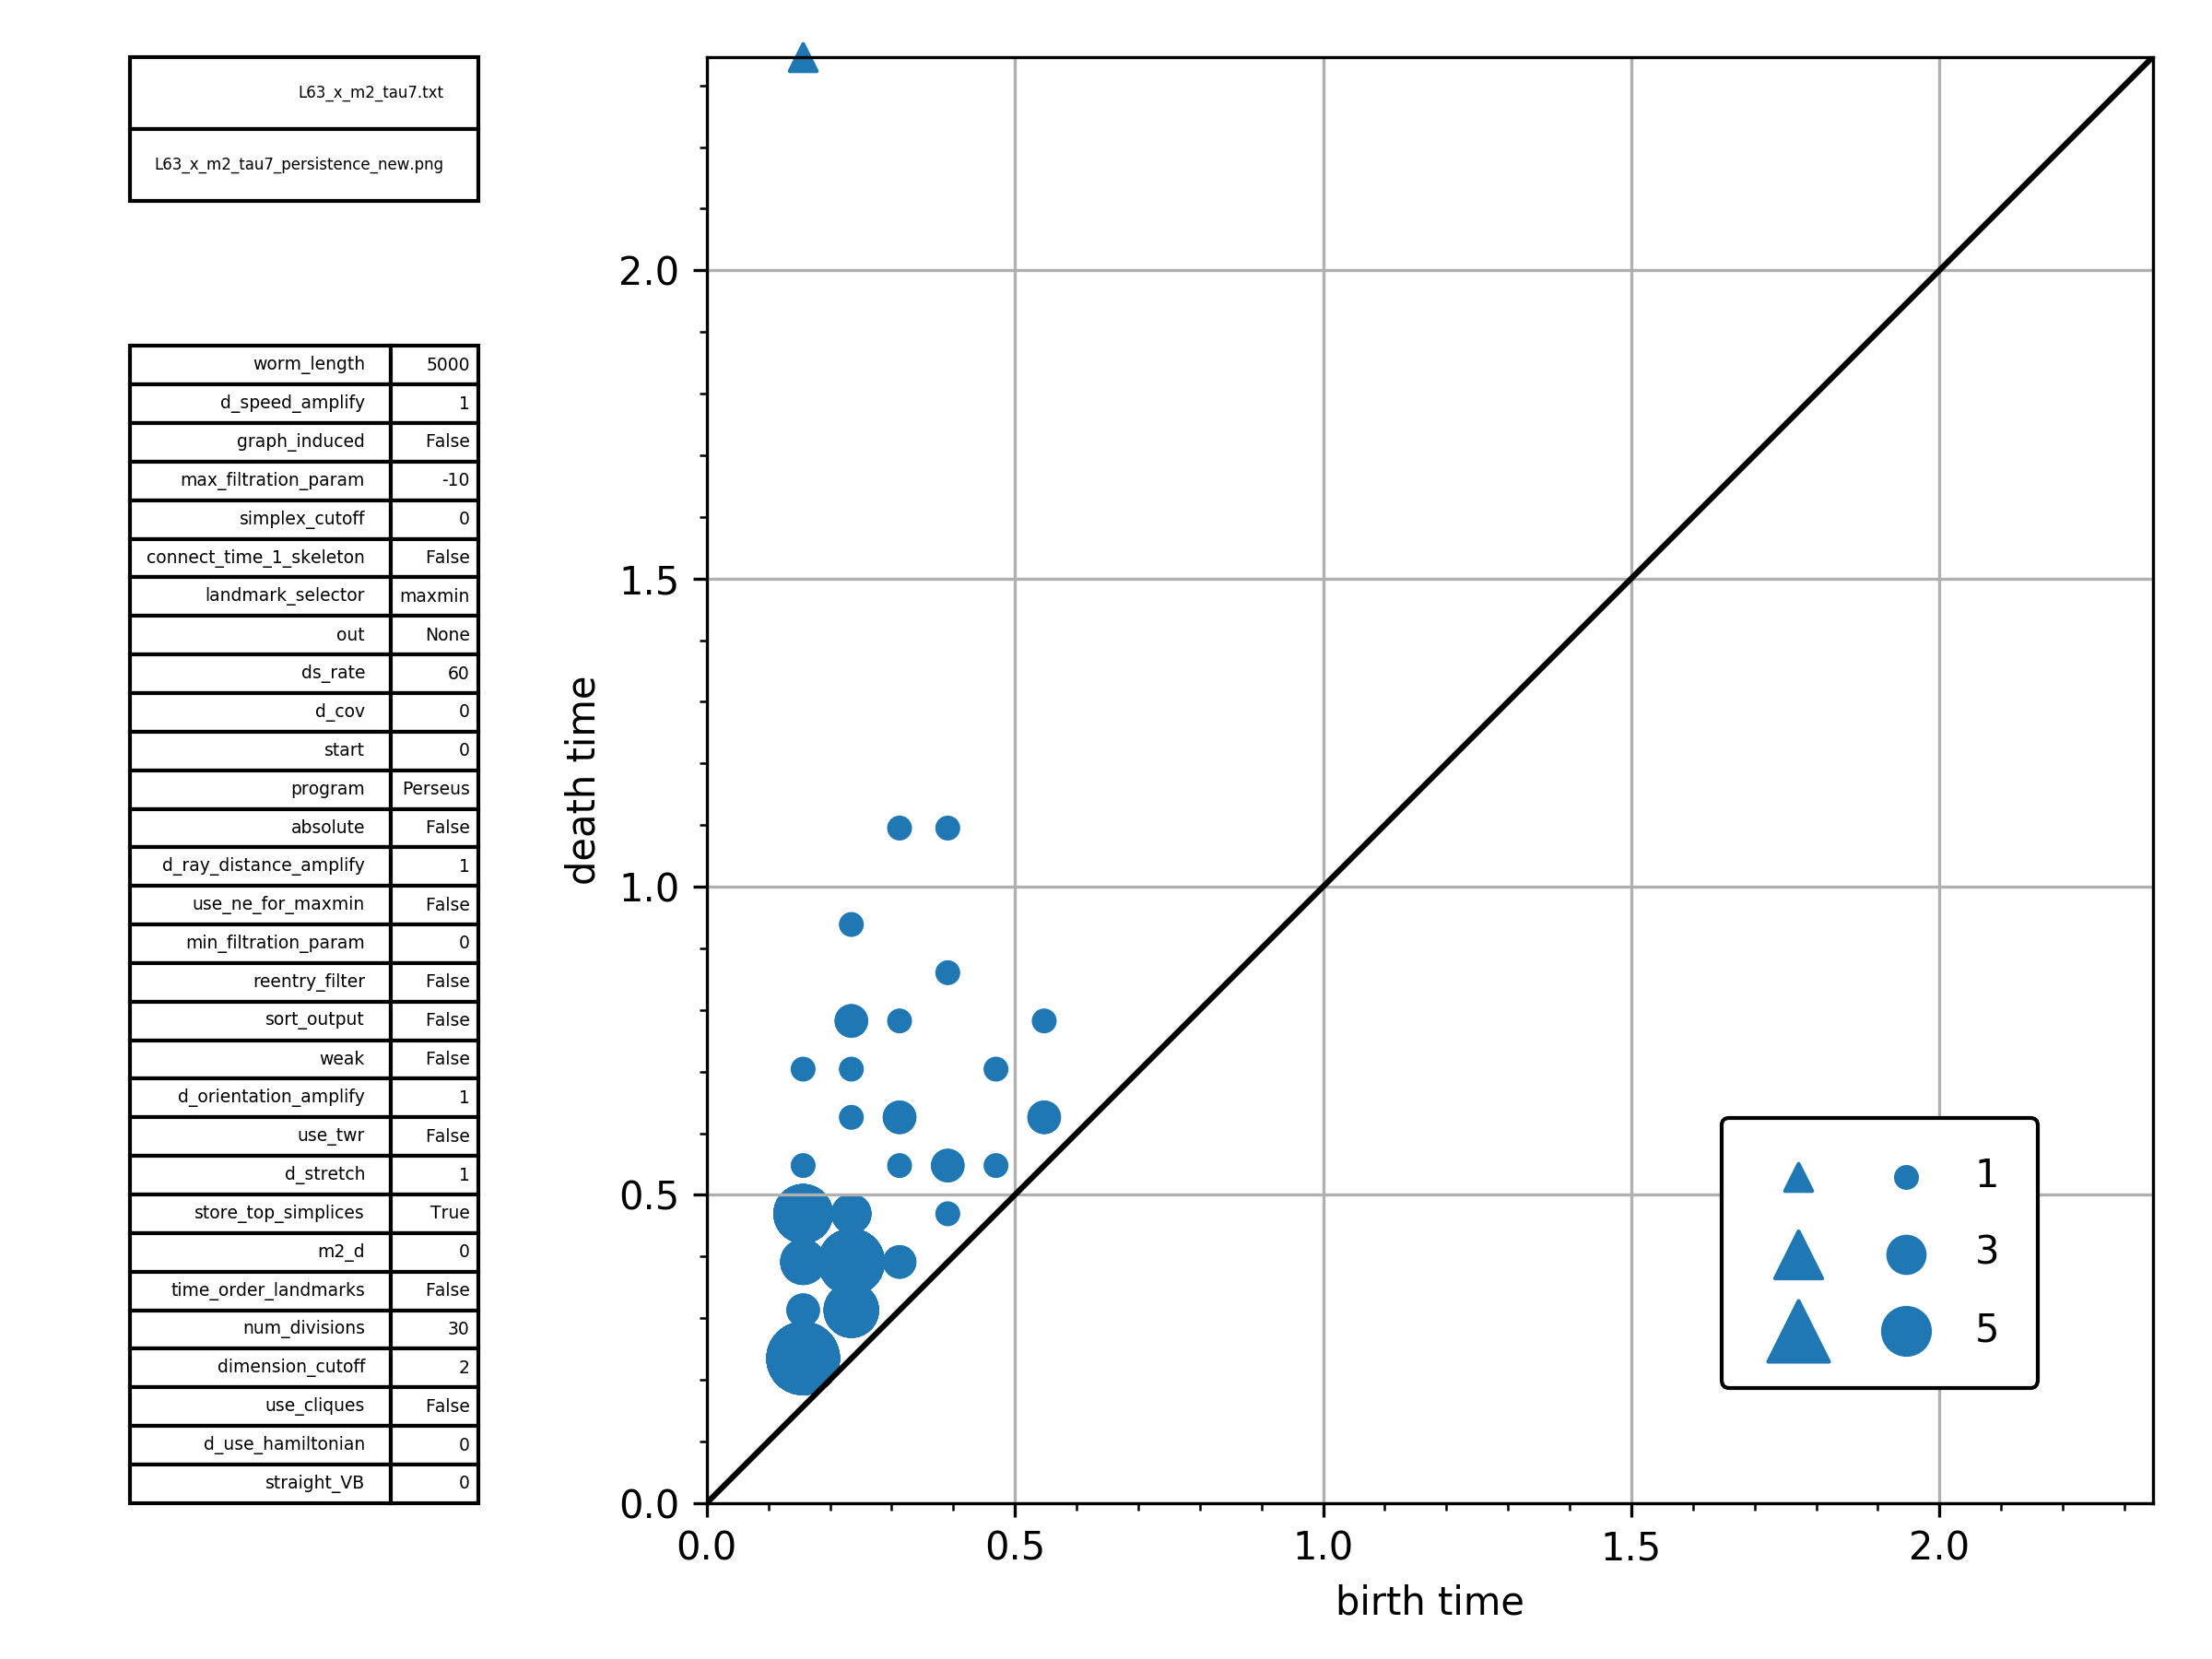 L63_x_m2_tau7.txt
L63_x_m2_tau7_persistence_new.png
worm_length 5000
d_speed_amplify 1
graph_induced False
max_filtration_param -10
simplex_cutoff 0
connect_time_1_skeleton False
landmark_selector maxmin
out None
ds_rate 60
d_cov 0
start 0
program Perseus
absolute False
d_ray_distance_amplify 1
use_ne_for_maxmin False
min_filtration_param 0
reentry_filter False
sort_output False
weak False
d_orientation_amplify 1
use_twr False
d_stretch 1
store_top_simplices True
m2_d 0
time_order_landmarks False
num_divisions 30
dimension_cutoff 2
use_cliques False
d_use_hamiltonian 0
straight_VB 0
death time
2.0
1.5
1.0
0.5
0.0
0.0 0.5 1.0 1.5 2.0
birth time
1
3
5